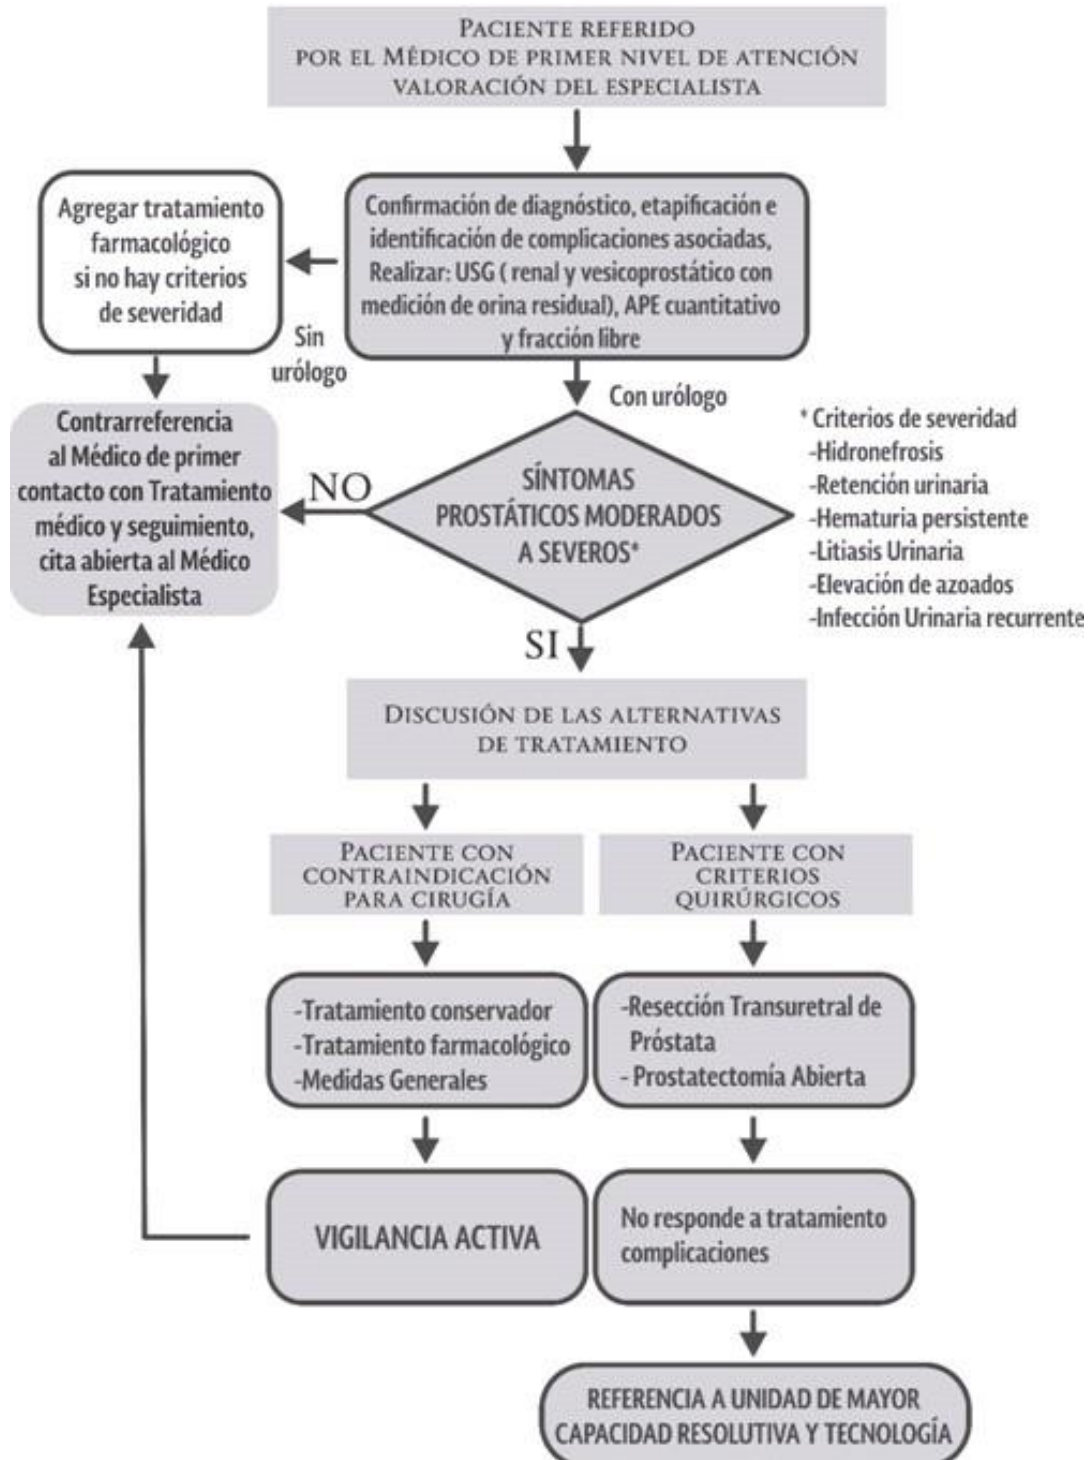 PACIENTE REFERIDO
POR EL MÉDICO DE PRIMER NIVEL DE ATENCIÓN
VALORACIÓN DEL ESPECIALISTA
Confirmación de diagnóstico, etapificación e
identificación de complicaciones asociadas,
Realizar: USG ( renal y vesicoprostático con
medición de orina residual), APE cuantitativo
y fracción libre
Agregar tratamiento
farmacológico
si no hay criterios
de severidad
Sin
urólogo
Con urólogo
Contrarreferencia
al Médico de primer
contacto con Tratamiento
médico y seguimiento,
cita abierta al Médico
Especialista
NO
SÍNTOMAS
PROSTÁTICOS MODERADOS
A SEVEROS*
* Criterios de severidad
-Hidronefrosis
-Retención urinaria
-Hematuria persistente
-Litiasis Urinaria
-Elevación de azoados
-Infección Urinaria recurrente
SI
DISCUSIÓN DE LAS ALTERNATIVAS
DE TRATAMIENTO
PACIENTE CON
CONTRAINDICACIÓN
PARA CIRUGÍA
PACIENTE CON
CRITERIOS
QUIRÚRGICOS
-Tratamiento conservador
-Tratamiento farmacológico
-Medidas Generales
-Resección Transuretral de
Próstata
- Prostatectomía Abierta
VIGILANCIA ACTIVA
No responde a tratamiento
complicaciones
REFERENCIA A UNIDAD DE MAYOR
CAPACIDAD RESOLUTIVA Y TECNOLOGÍA